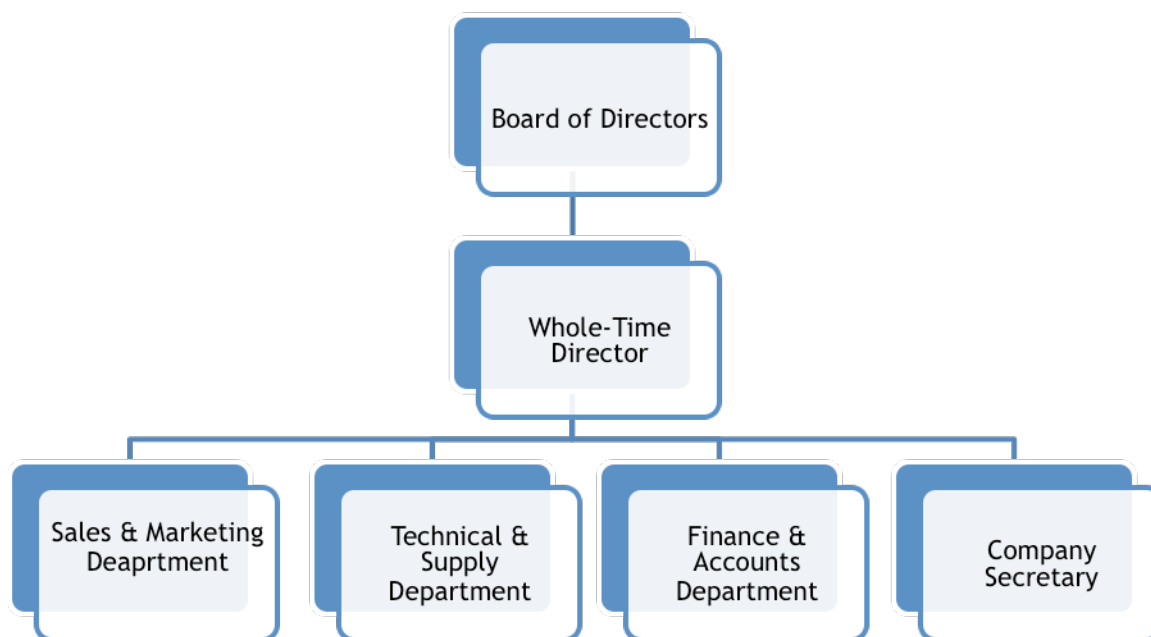 Board of Directors
Whole-Time
Director
Sales & Marketing
Deaprtment
Technical &
Supply
Department
Finance &
Accounts
Department
Company
Secretary